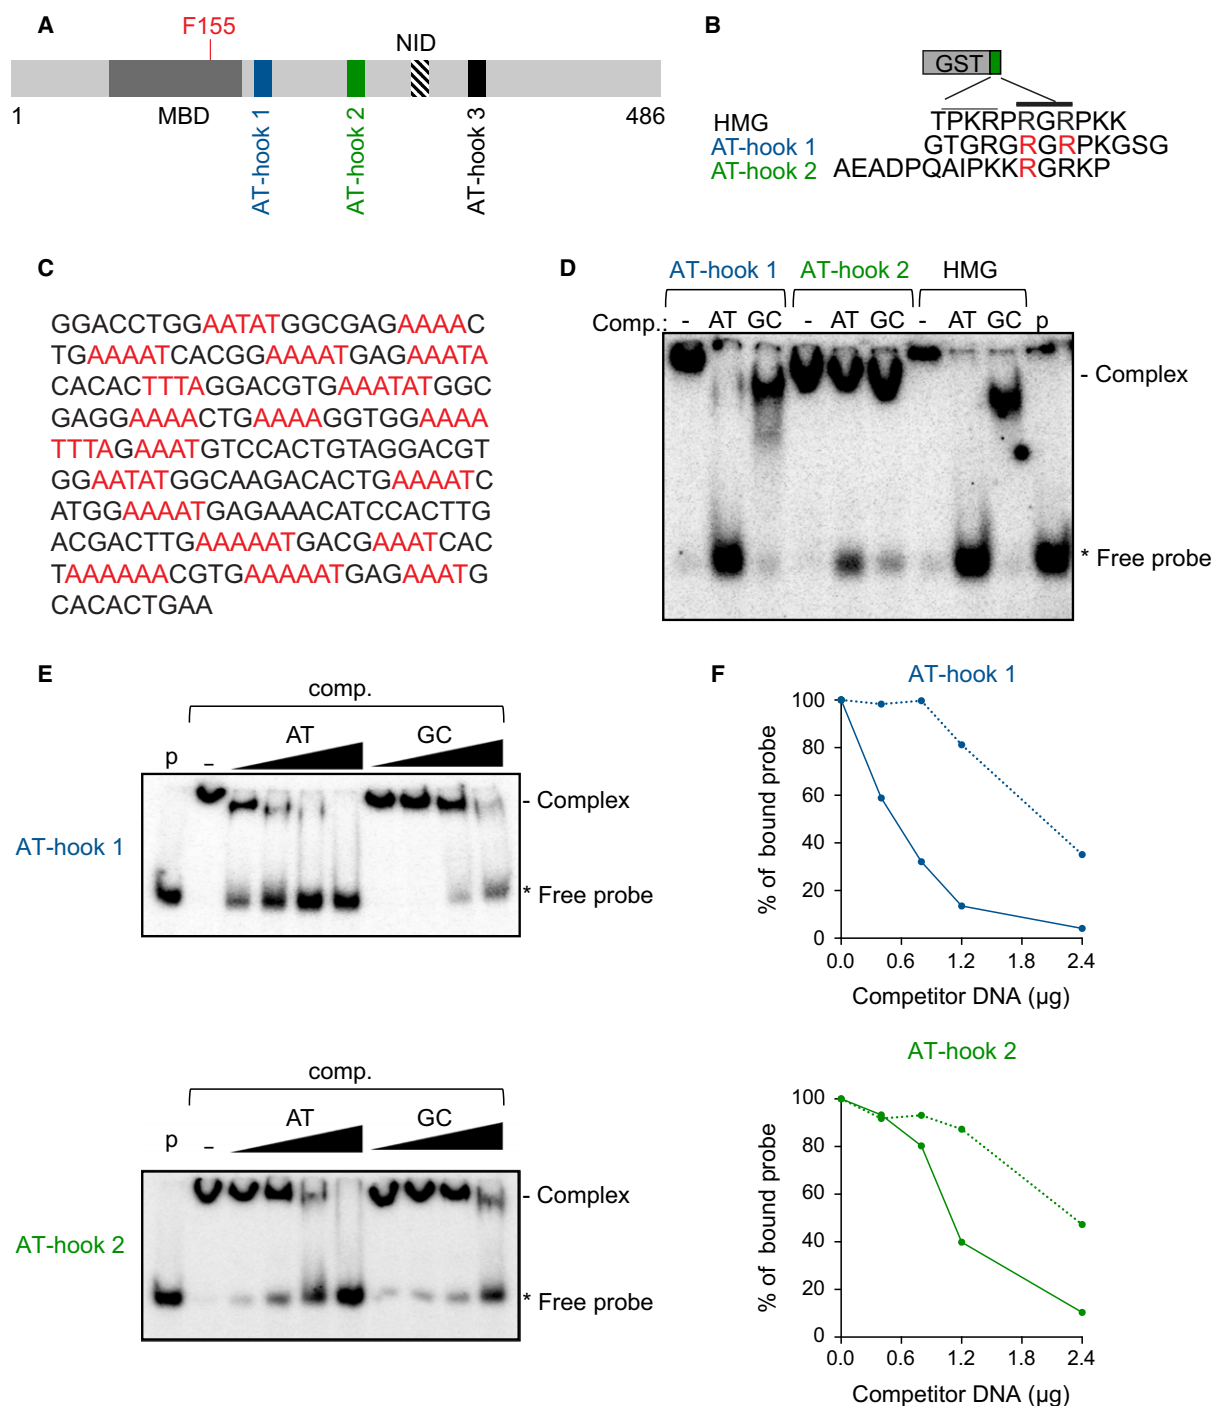 A
F155
NID
1
MBD
486
AT-hook 1
AT-hook 2
AT-hook 3
B
GST
HMG
TPKRPRGRPKK
AT-hook 1
GTGRGRGRPKGSG
AT-hook 2
AEADPQAIPKKRGRKP
C
GGACCTGGAATATGGCGAGAAAAC
TGAAAATCACGGAAAATGAGAAATA
CACACTTTAGGACGTGAAATATGGC
GAGGAAAACTGAAAAGGTGGAAAA
TTTAGAAATGTCCACTGTAGGACGT
GGAATATGGCAAGACACTGAAAATC
ATGGAAAATGAGAAACATCCACTTG
ACGACTTGAAAAATGACGAAATCAC
TAAAAAACGTGAAAAATGAGAAATG
CACACTGAA
D
AT-hook 1 AT-hook 2 HMG
Comp.: - AT GC - AT GC - AT GC p
- Complex
* Free probe
E
comp.
AT GC
p –
AT-hook 1
- Complex
* Free probe
comp.
AT GC
p –
AT-hook 2
- Complex
* Free probe
F
AT-hook 1
% of bound probe
100
80
60
40
20
0
0.0 0.6 1.2 1.8 2.4
Competitor DNA (µg)
AT-hook 2
% of bound probe
100
80
60
40
20
0
0.0 0.6 1.2 1.8 2.4
Competitor DNA (µg)